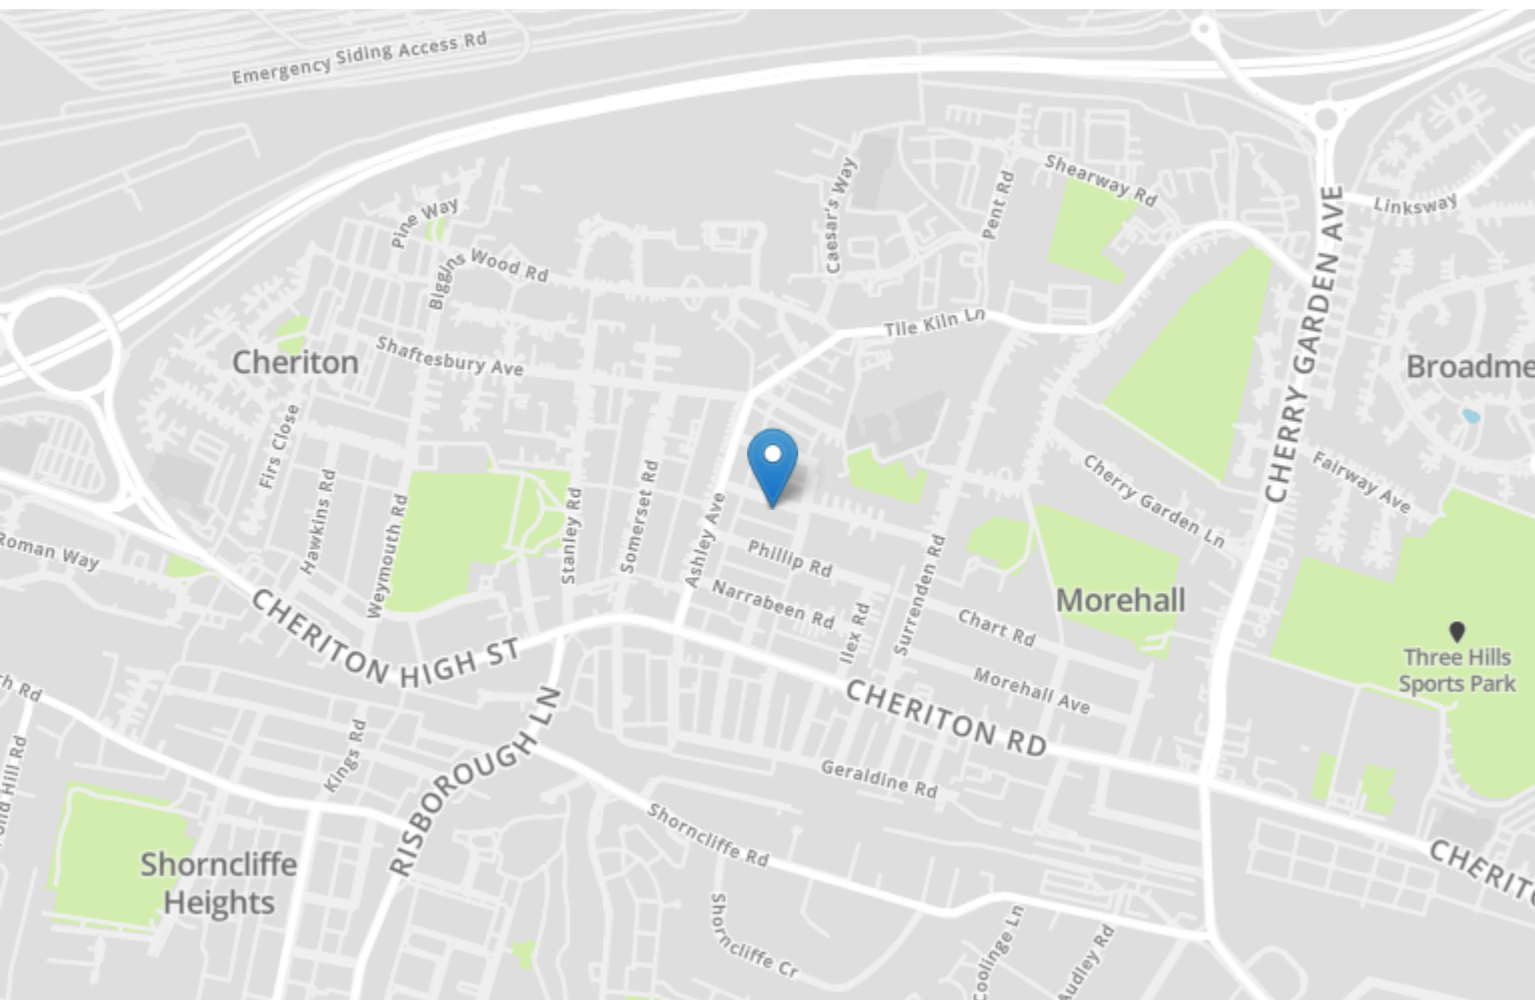 Emergency Siding Access Rd
Pine Way
Biggins Wood Rd
Caesar's Way
Pent Rd
Shearway Rd
Linksway
CHERRY GARDEN AVE
Tile Kiln Ln
Shaftesbury Ave
Cheriton
Firs Close
Hawkins Rd
Weymouth Rd
Stanley Rd
Somerset Rd
Ashley Ave
Phillip Rd
Narrabeen Rd
Ilex Rd
Surrenden Rd
Chart Rd
Morehall Ave
Morehall
Cherry Garden Ln
Fairway Ave
Broadme
Three Hills
Sports Park
Roman Way
CHERITON HIGH ST
CHERITON RD
CHERITO
RISBOROUGH LN
Kings Rd
Geraldine Rd
Shorncliffe Rd
Shorncliffe Cr
Coolinge Ln
Audley Rd
Shorncliffe
Heights
ch Rd
ond Hill Rd